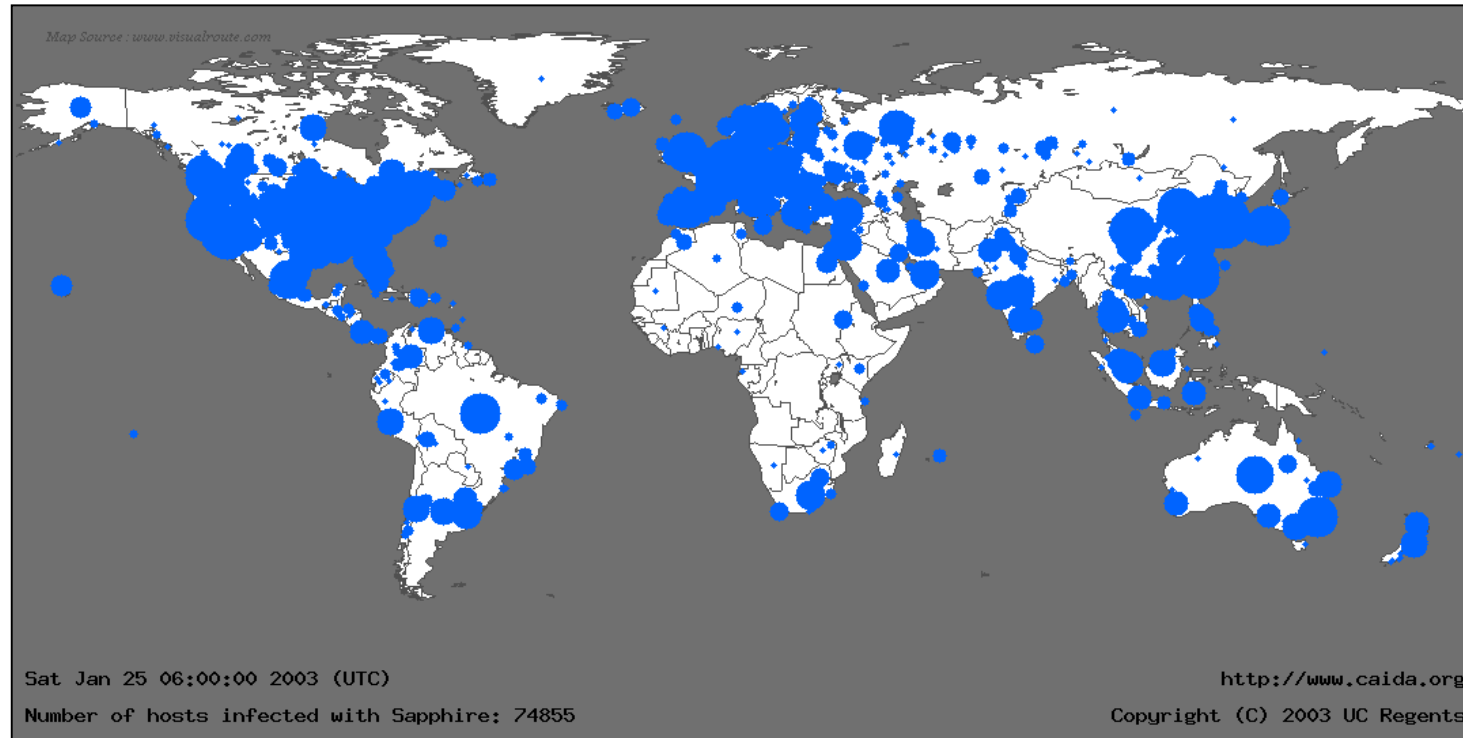 Map Source : www.visualroute.com
Sat Jan 25 06:00:00 2003 (UTC)
http://www.caida.org
Number of hosts infected with Sapphire: 74855
Copyright (C) 2003 UC Regents